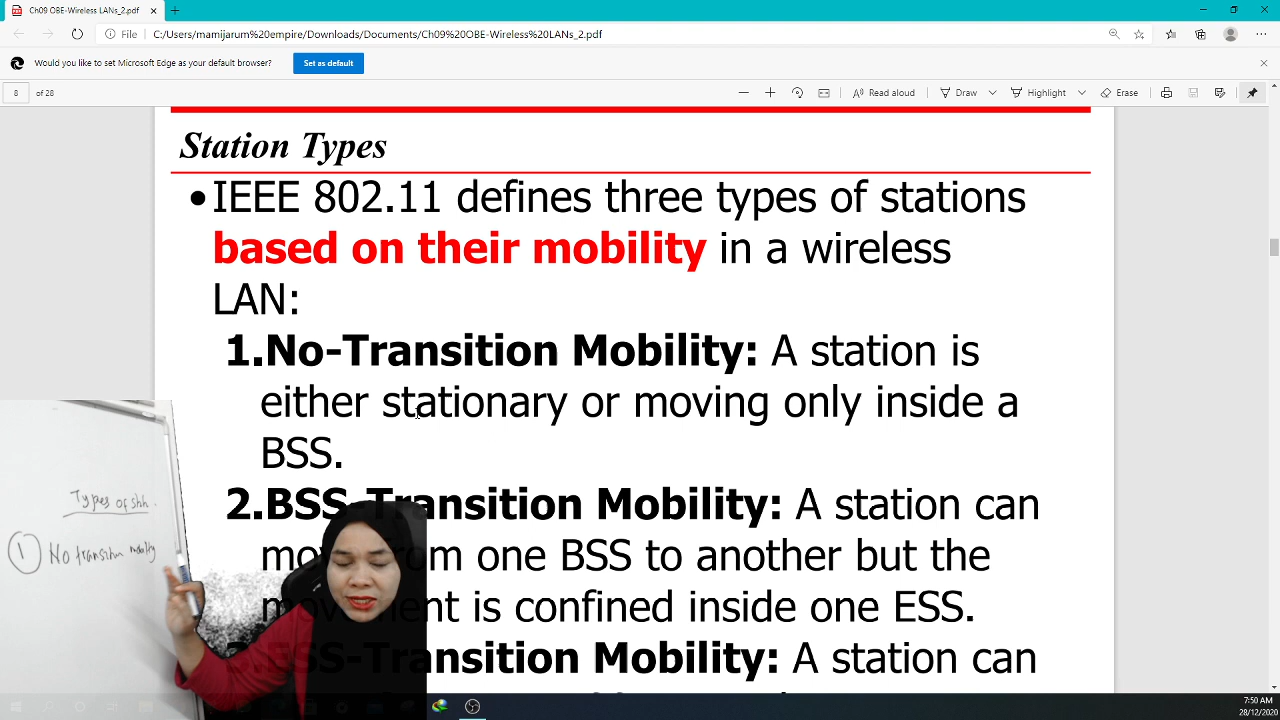 Ch09 OBE-Wireless LANs_2.pdf
File
C:/Users/mamijarum%20empire/Downloads/Documents/Ch09%20OBE-Wireless%20LANs_2.pdf
Would you like to set Microsoft Edge as your default browser?
Set as default
8 of 28
Read aloud
Draw
Highlight
Erase
Station Types
•IEEE 802.11 defines three types of stations
based on their mobility in a wireless
LAN:
1.No-Transition Mobility: A station is
either stationary or moving only inside a
BSS.
2.BSS-Transition Mobility: A station can
from one BSS to another but the
is confined inside one ESS.
3.ESS-Transition Mobility: A station can
Types of
1 No transition mobility
7:50 AM
28/12/2020